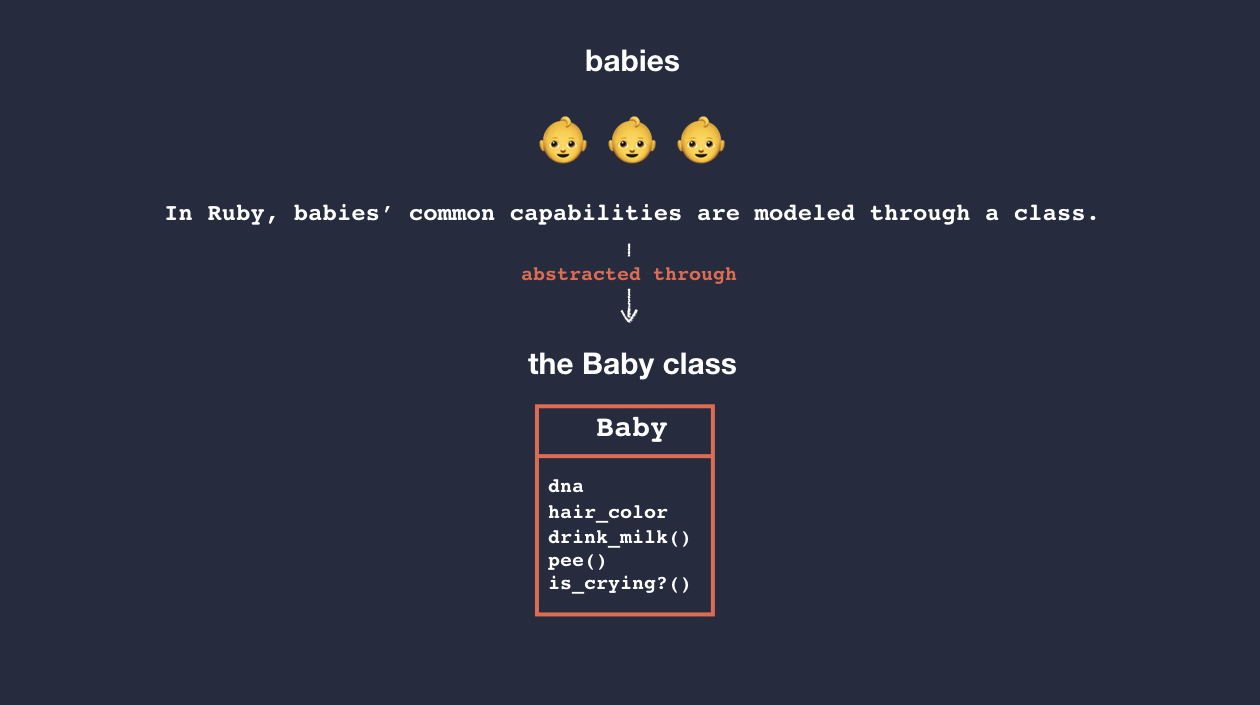 babies
In Ruby, babies’ common capabilities are modeled through a class.
abstracted through
the Baby class
Baby
dna
hair_color
drink_milk()
pee()
is_crying?()